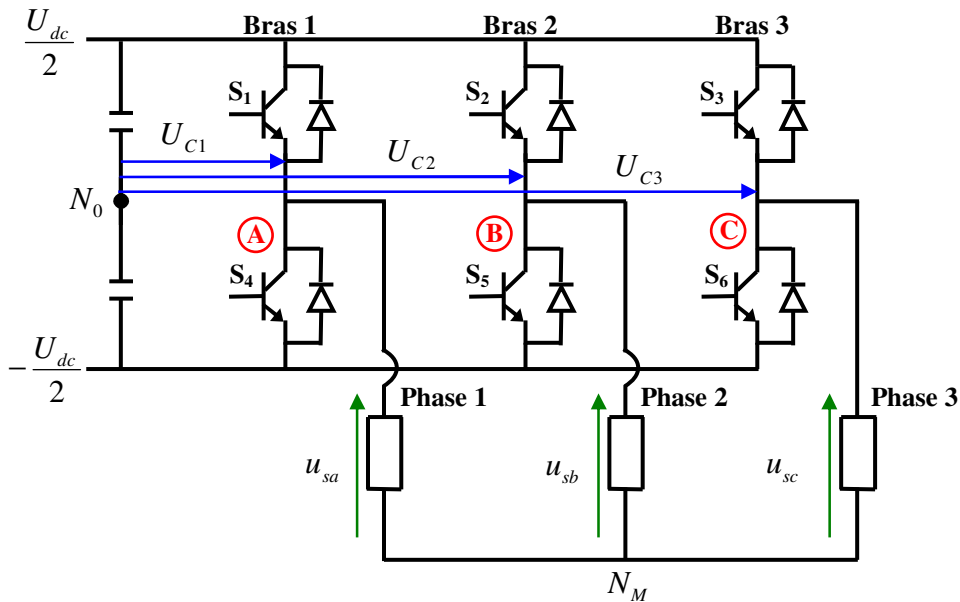 U_dc/2
Bras 1 Bras 2 Bras 3
S₁ S₂ S₃
U_C1
U_C2
U_C3
N₀
A B C
S₄ S₅ S₆
−U_dc/2
Phase 1 Phase 2 Phase 3
u_sa u_sb u_sc
N_M